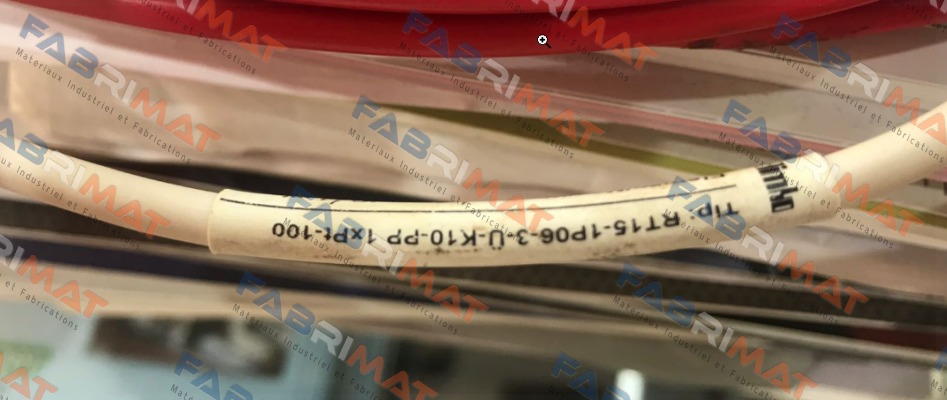 Tip: RT15-1P06-3-Ü-K10-PP 1xPt-100
FABRIMAT
Materiaux Industriel et Fabrications